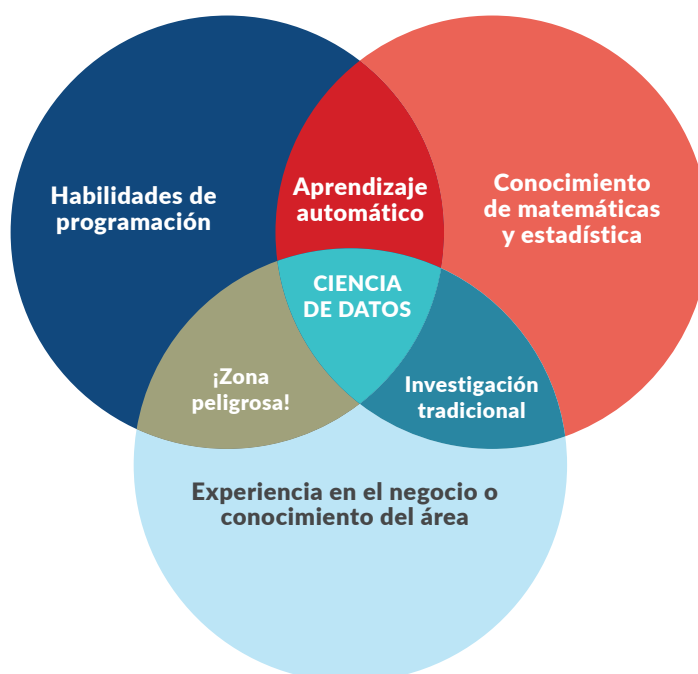 Habilidades de
programación
Aprendizaje
automático
Conocimiento
de matemáticas
y estadística
CIENCIA
DE DATOS
¡Zona
peligrosa!
Investigación
tradicional
Experiencia en el negocio o
conocimiento del área